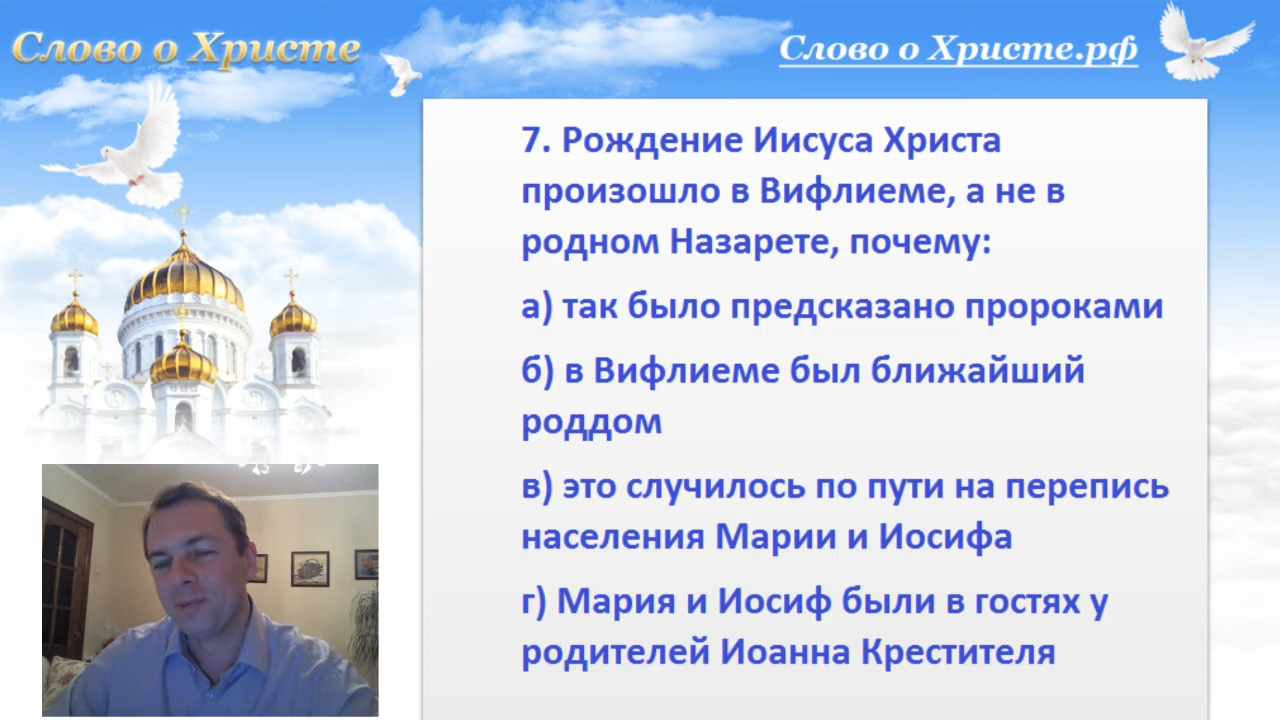 Слово о Христе
Слово о Христе.рф
7. Рождение Иисуса Христа
произошло в Вифлиеме, а не в
родном Назарете, почему:
а) так было предсказано пророками
б) в Вифлиеме был ближайший
роддом
в) это случилось по пути на перепись
населения Марии и Иосифа
г) Мария и Иосиф были в гостях у
родителей Иоанна Крестителя